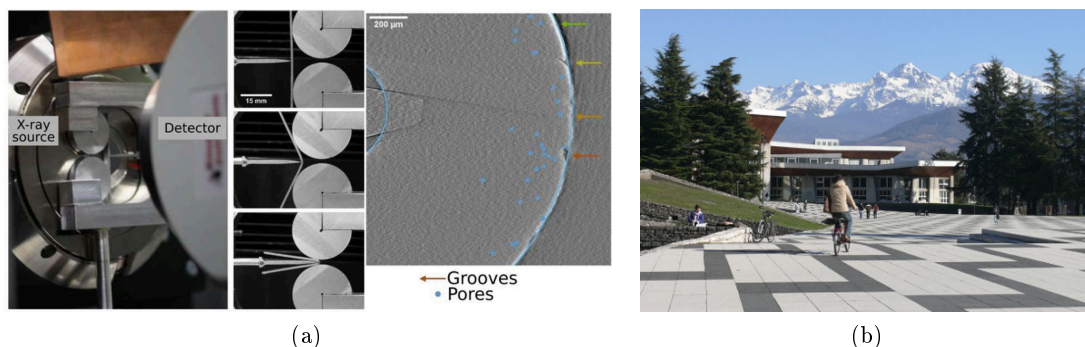 X-ray
source
Detector
15 mm
200 μm
Grooves
Pores
(a)
(b)